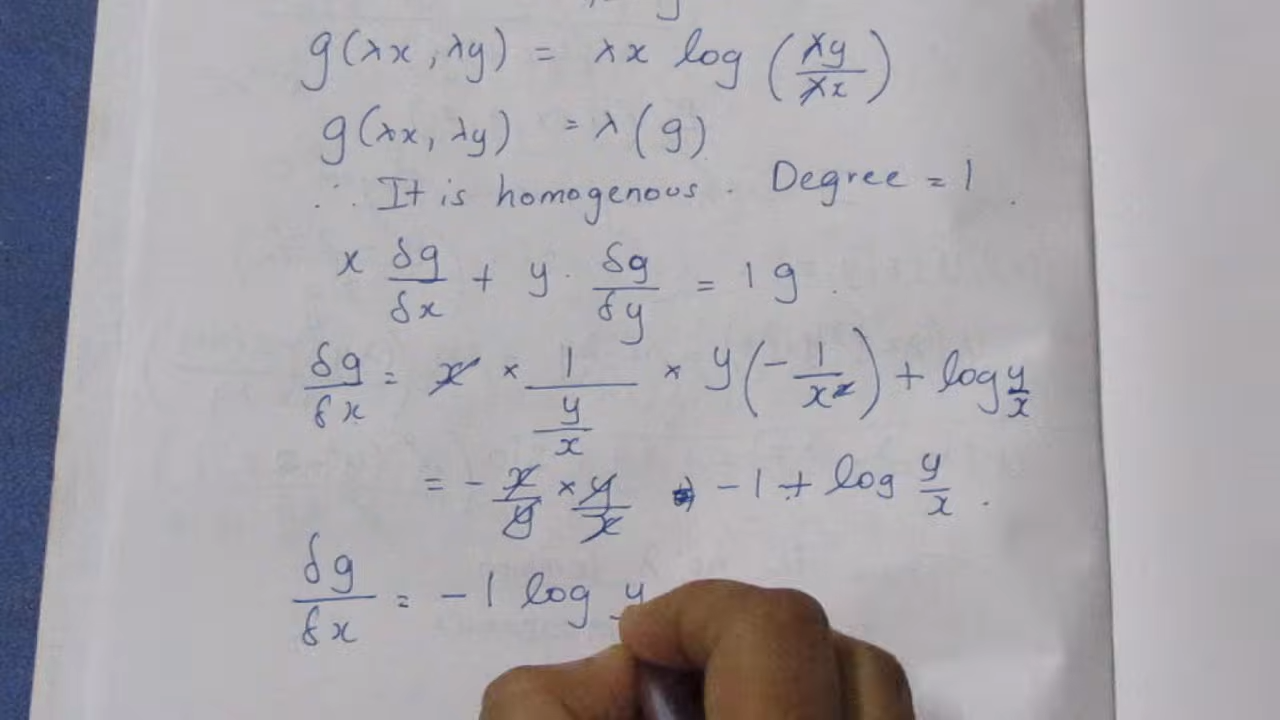 g(λx, λy) = λx log (λy/λx)
g(λx, λy) = λ(g)
∴ It is homogenous. Degree = 1.
x δg/δx + y · δg/δy = 1g.
δg/δx = x × 1/(y/x) × y(-1/x²) + log y/x
= - x/y × y/x -1 + log y/x.
δg/δx = -1 log y